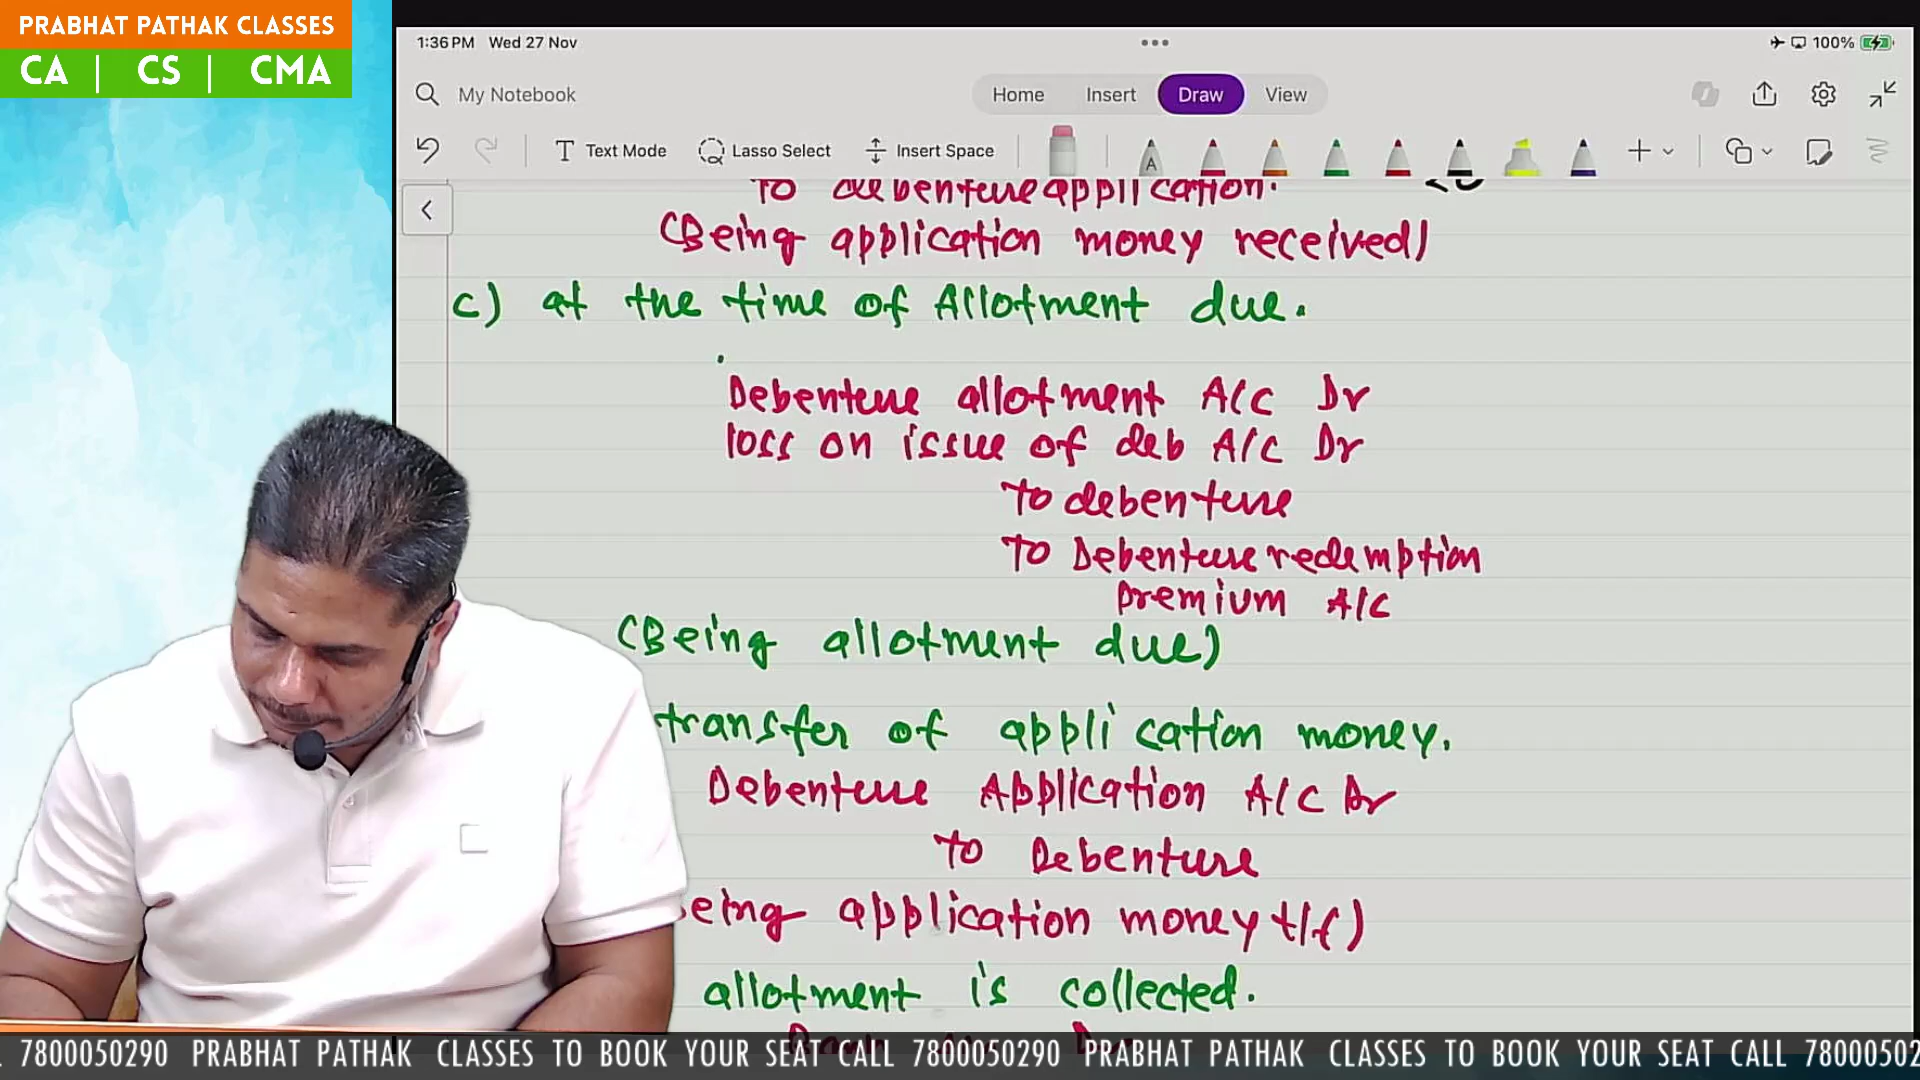 PRABHAT PATHAK CLASSES
CA | CS | CMA
1:36 PM Wed 27 Nov
100%
My Notebook
Home Insert Draw View
Text Mode Lasso Select Insert Space
A
To debenture application.
(Being application money received)
c) at the time of Allotment due.
Debenture allotment A/c Dr
loss on issue of deb A/c Dr
To debenture
To Debenture redemption
premium A/c
(Being allotment due)
transfer of application money.
Debenture Application A/c Dr
To Debenture
eing application money t/f)
allotment is collected.
7800050290 PRABHAT PATHAK CLASSES TO BOOK YOUR SEAT CALL 7800050290 PRABHAT PATHAK CLASSES TO BOOK YOUR SEAT CALL 78000502